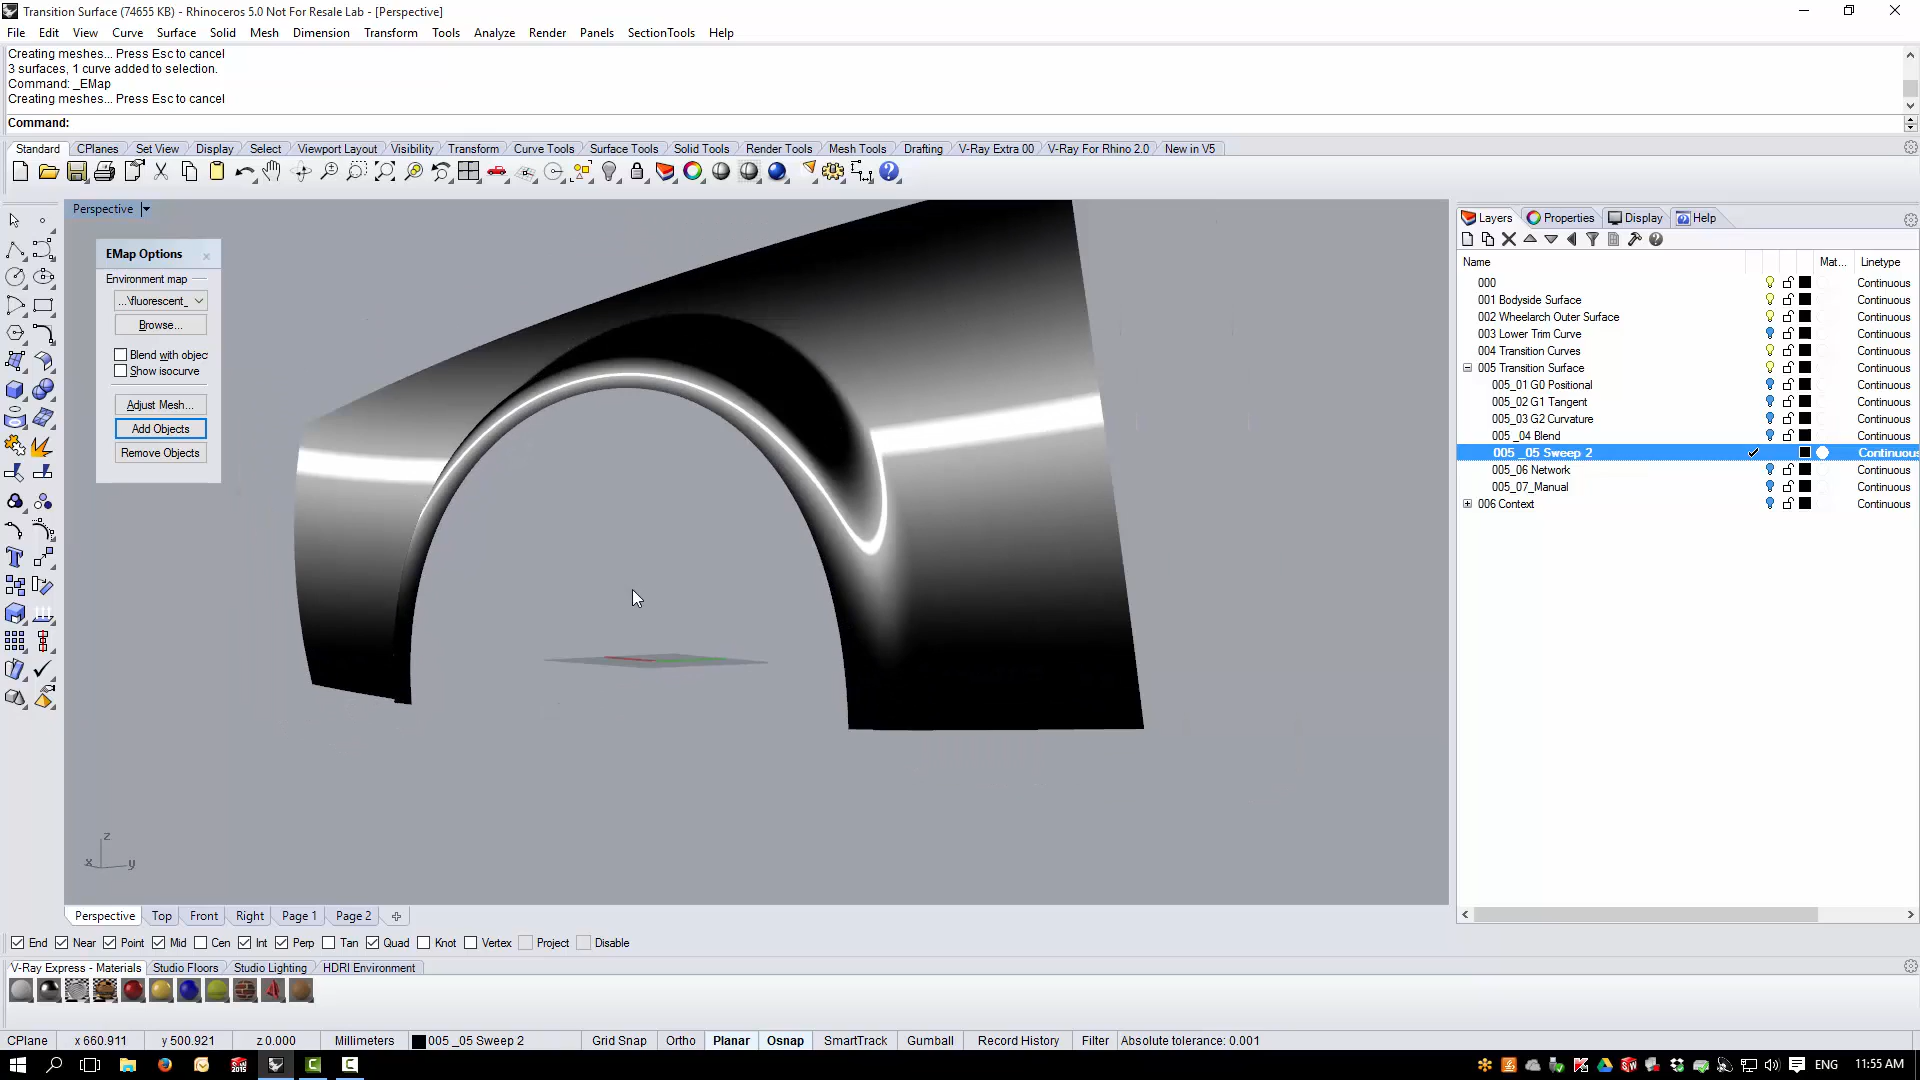 Transition Surface (74655 KB) - Rhinoceros 5.0 Not For Resale Lab - [Perspective]
File Edit View Curve Surface Solid Mesh Dimension Transform Tools Analyze Render Panels SectionTools Help
Creating meshes... Press Esc to cancel
3 surfaces, 1 curve added to selection.
Command: _EMap
Creating meshes... Press Esc to cancel
Command:
Standard CPlanes Set View Display Select Viewport Layout Visibility Transform Curve Tools Surface Tools Solid Tools Render Tools Mesh Tools Drafting V-Ray Extra 00 V-Ray For Rhino 2.0 New in V5
Perspective
EMap Options
Environment map
...\fluorescent_
Browse...
Blend with objec
Show isocurve
Adjust Mesh...
Add Objects
Remove Objects
Layers Properties Display Help
Name Mat... Linetype
000 Continuous
001 Bodyside Surface Continuous
002 Wheelarch Outer Surface Continuous
003 Lower Trim Curve Continuous
004 Transition Curves Continuous
005 Transition Surface Continuous
005_01 G0 Positional Continuous
005_02 G1 Tangent Continuous
005_03 G2 Curvature Continuous
005 _04 Blend Continuous
005 _05 Sweep 2 Continuous
005_06 Network Continuous
005_07_Manual Continuous
006 Context Continuous
z
x y
Perspective Top Front Right Page 1 Page 2
End Near Point Mid Cen Int Perp Tan Quad Knot Vertex Project Disable
V-Ray Express - Materials Studio Floors Studio Lighting HDRI Environment
CPlane x 660.911 y 500.921 z 0.000 Millimeters 005 _05 Sweep 2 Grid Snap Ortho Planar Osnap SmartTrack Gumball Record History Filter Absolute tolerance: 0.001
2015
ENG 11:55 AM